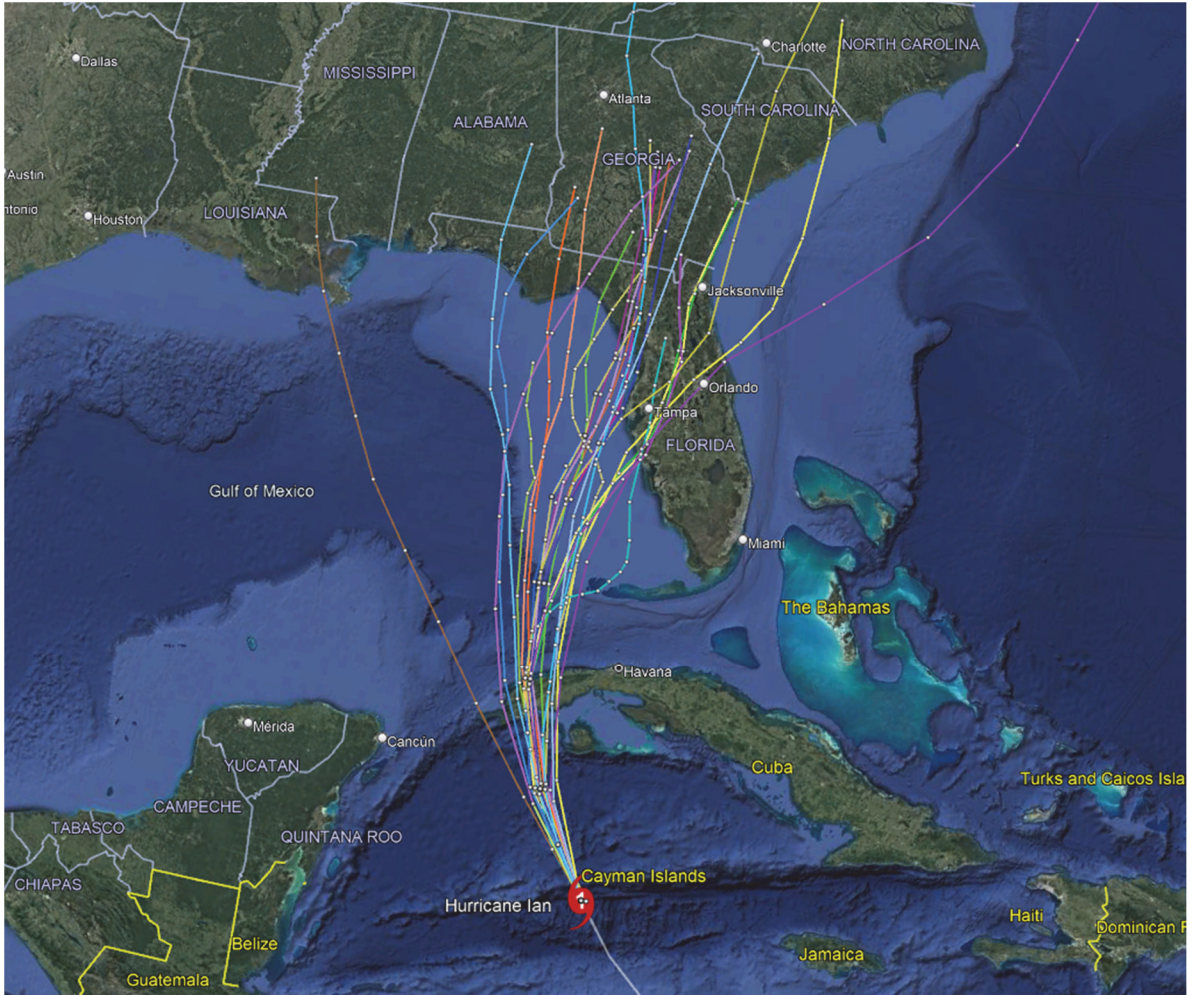 Charlotte
NORTH CAROLINA
Dallas
MISSISSIPPI
Atlanta
SOUTH CAROLINA
ALABAMA
GEORGIA
Austin
ntonio
Houston
LOUISIANA
Jacksonville
Orlando
Tampa
FLORIDA
Gulf of Mexico
Miami
The Bahamas
Havana
Mérida
Cancún
YUCATAN
Cuba
Turks and Caicos Isla
CAMPECHE
TABASCO
QUINTANA ROO
CHIAPAS
Cayman Islands
Hurricane Ian
Haiti
Dominican R
Belize
Jamaica
Guatemala